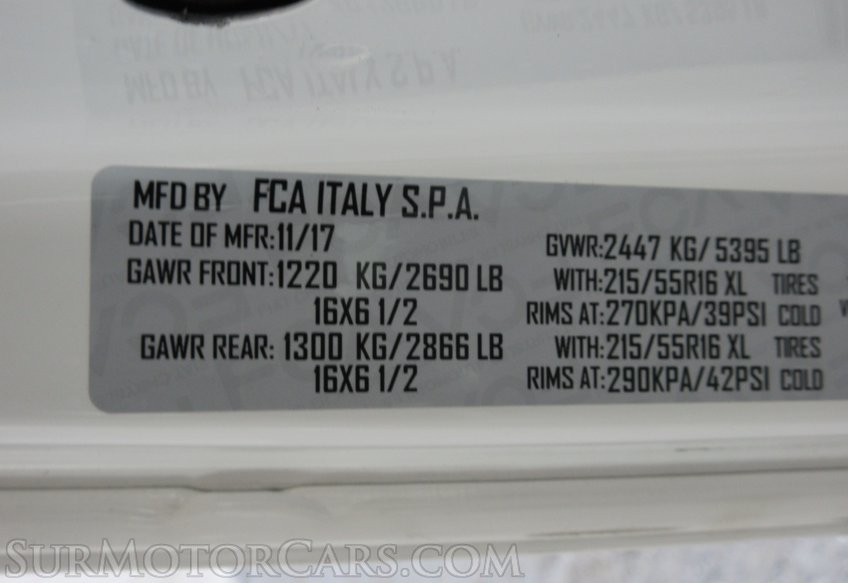 MFD BY FCA ITALY S.P.A.
DATE OF MFR:11/17 GVWR:2447 KG/5395 LB
GAWR FRONT:1220 KG/2690 LB WITH:215/55R16 XL TIRES
16X6 1/2 RIMS AT:270KPA/39PSI COLD
GAWR REAR: 1300 KG/2866 LB WITH:215/55R16 XL TIRES
16X6 1/2 RIMS AT:290KPA/42PSI COLD
SurMotorCars.com